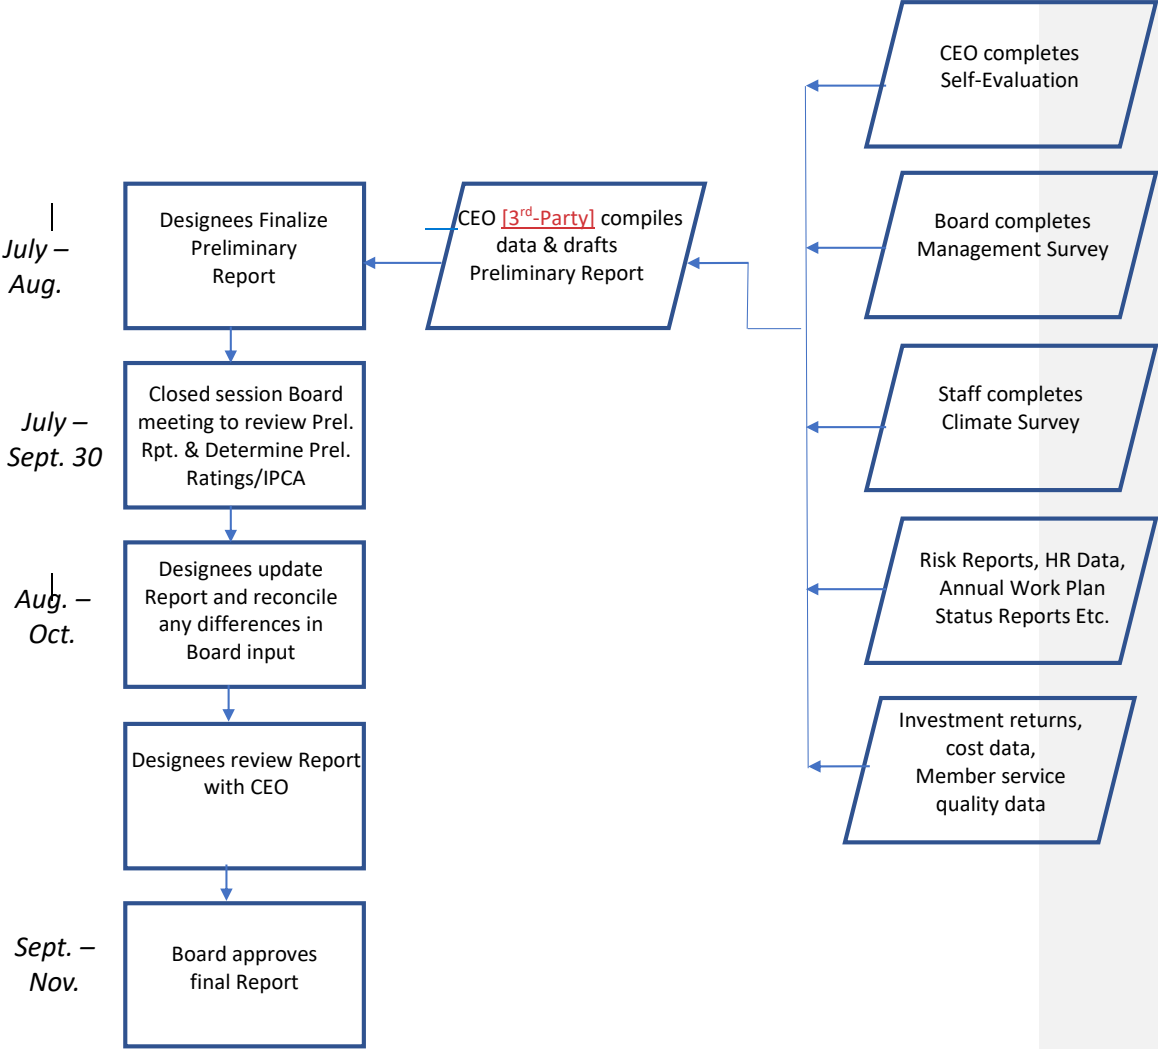 CEO completes
Self-Evaluation
Designees Finalize
Preliminary
Report
CEO [3rd-Party] compiles
data & drafts
Preliminary Report
Board completes
Management Survey
July –
Aug.
Closed session Board
meeting to review Prel.
Rpt. & Determine Prel.
Ratings/IPCA
Staff completes
Climate Survey
July –
Sept. 30
Designees update
Report and reconcile
any differences in
Board input
Risk Reports, HR Data,
Annual Work Plan
Status Reports Etc.
Aug. –
Oct.
Designees review Report
with CEO
Investment returns,
cost data,
Member service
quality data
Sept. –
Nov.
Board approves
final Report